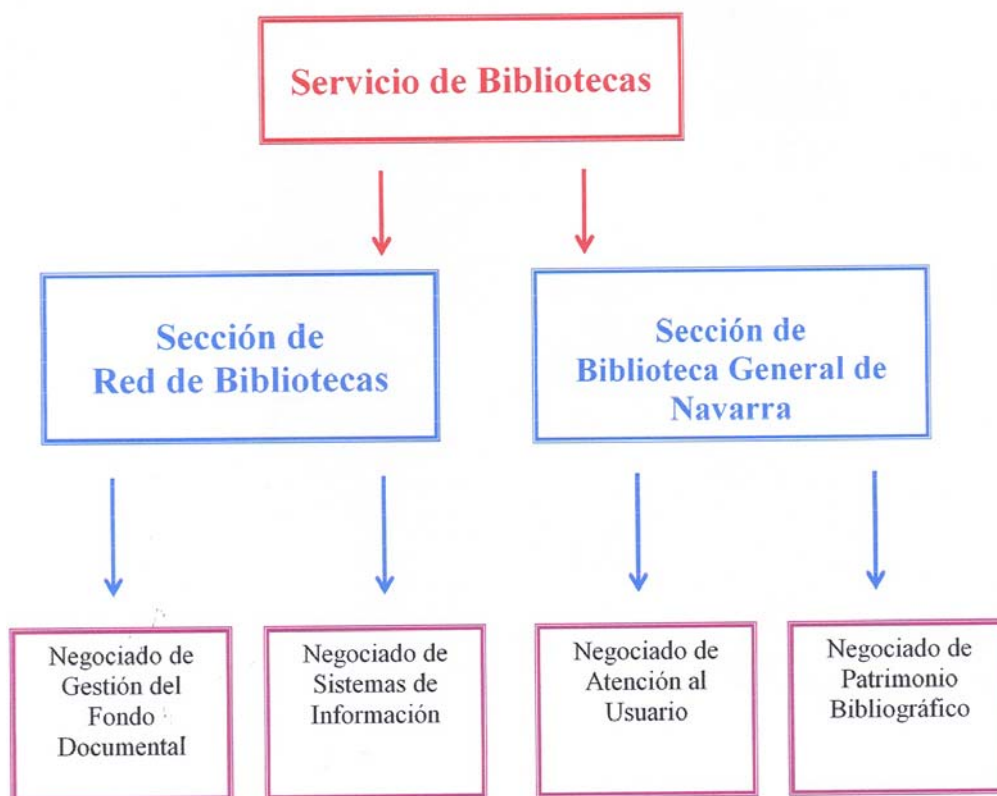 Servicio de Bibliotecas
Sección de
Red de Bibliotecas
Sección de
Biblioteca General de
Navarra
Negociado de
Gestión del
Fondo
Documental
Negociado de
Sistemas de
Información
Negociado de
Atención al
Usuario
Negociado de
Patrimonio
Bibliográfico